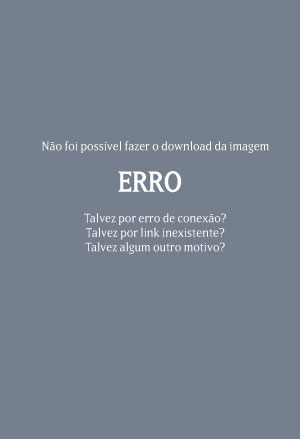 Não foi possível fazer o download da imagem
ERRO
Talvez por erro de conexão?
Talvez por link inexistente?
Talvez algum outro motivo?